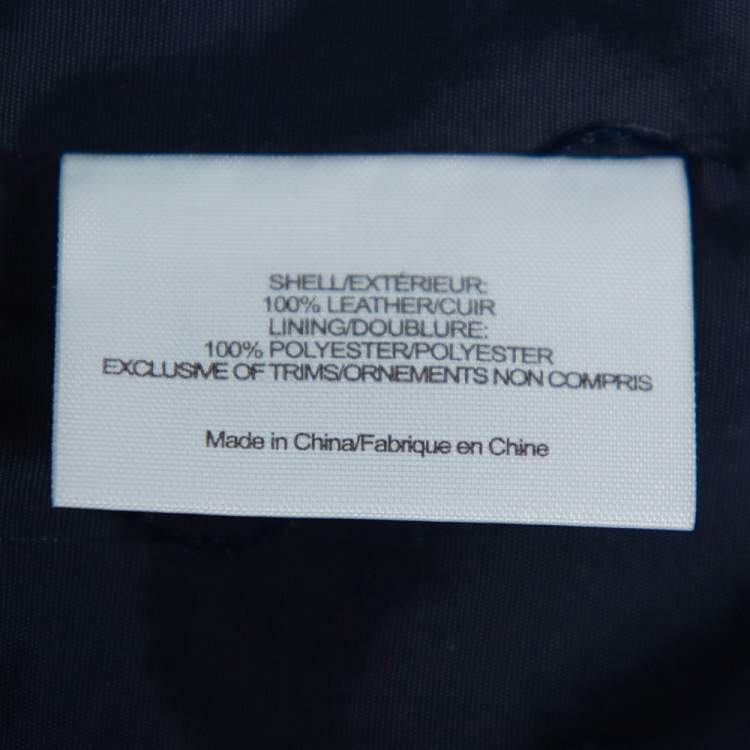 SHELL/EXTÉRIEUR:
100% LEATHER/CUIR
LINING/DOUBLURE:
100% POLYESTER/POLYESTER
EXCLUSIVE OF TRIMS/ORNEMENTS NON COMPRIS
Made in China/Fabrique en Chine